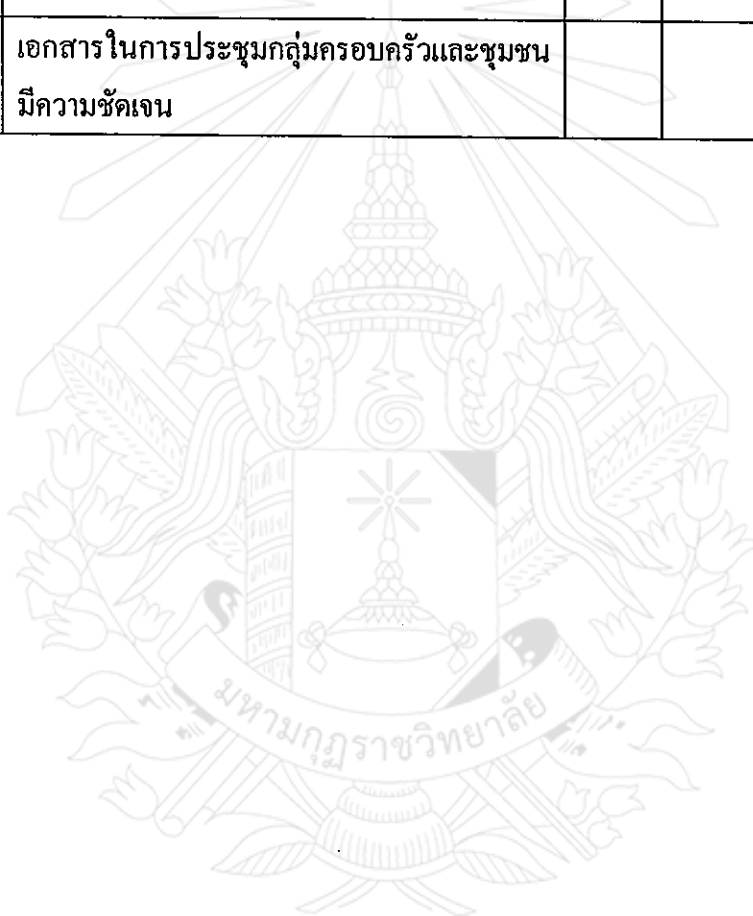 เอกสารในการประชุมกลุ่มครอบครัวและชุมชน
มีความชัดเจน
มหามกุฏราชวิทยาลัย